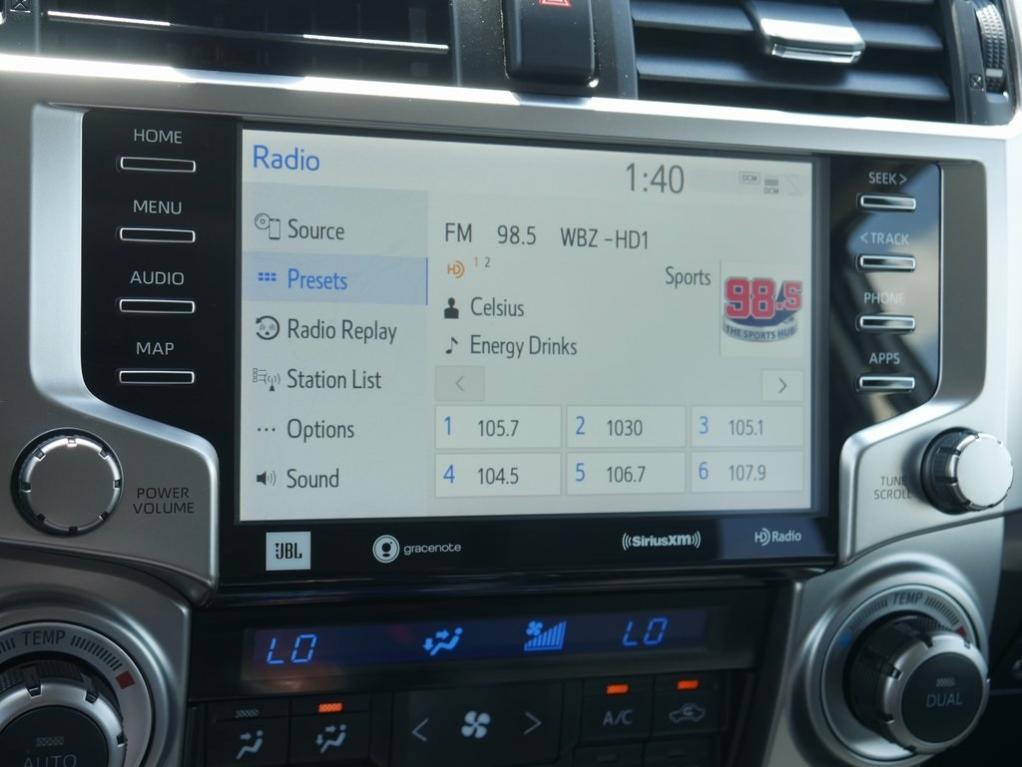 HOME
MENU
AUDIO
MAP
POWER
VOLUME
Radio
1:40
DCM
DCM
Source
Presets
Radio Replay
Station List
Options
Sound
FM 98.5 WBZ -HD1
HD 1 2
Sports
98.5
THE SPORTS HUB
Celsius
Energy Drinks
<
>
1 105.7
2 1030
3 105.1
4 104.5
5 106.7
6 107.9
SEEK >
< TRACK
PHONE
APPS
TUNE
SCROLL
JBL
gracenote
((SiriusXM))
HD Radio
TEMP
LO
LO
TEMP
AUTO
<
>
A/C
DUAL